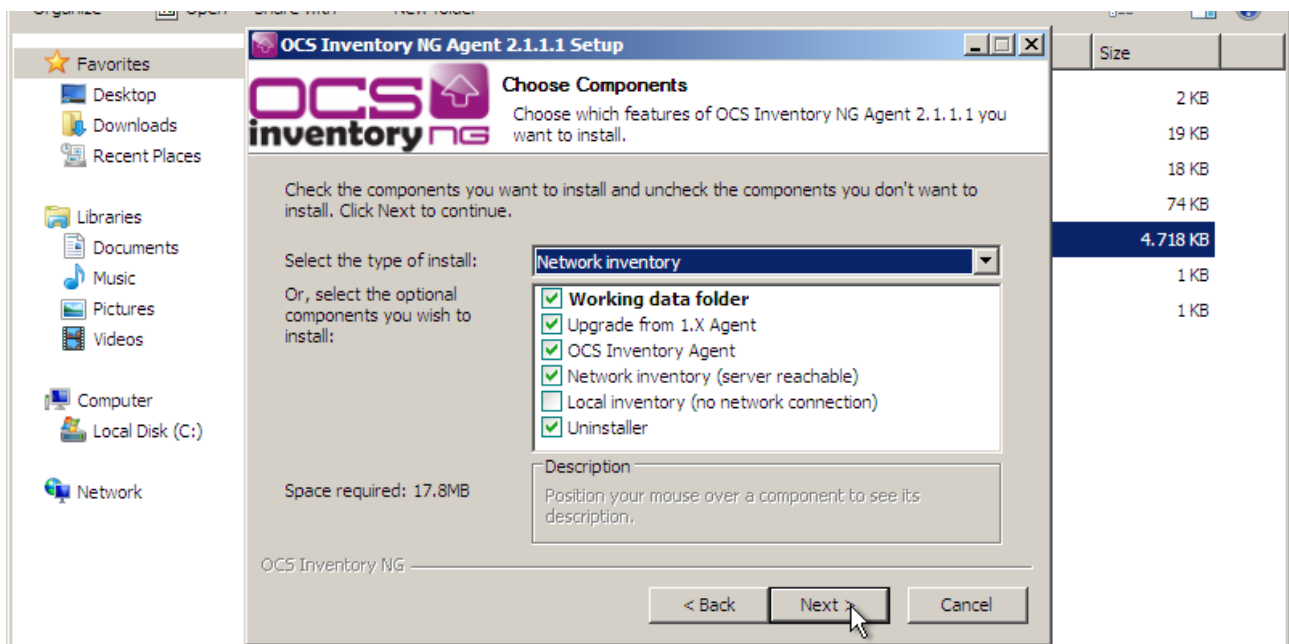 Organize Open Share with New folder
Favorites
Desktop
Downloads
Recent Places
Libraries
Documents
Music
Pictures
Videos
Computer
Local Disk (C:)
Network
OCS Inventory NG Agent 2.1.1.1 Setup
OCS
inventory NG
Choose Components
Choose which features of OCS Inventory NG Agent 2.1.1.1 you
want to install.
Check the components you want to install and uncheck the components you don't want to
install. Click Next to continue.
Select the type of install:
Network inventory
Or, select the optional
components you wish to
install:
Working data folder
Upgrade from 1.X Agent
OCS Inventory Agent
Network inventory (server reachable)
Local inventory (no network connection)
Uninstaller
Space required: 17.8MB
Description
Position your mouse over a component to see its
description.
OCS Inventory NG
< Back Next > Cancel
Size
2 KB
19 KB
18 KB
74 KB
4.718 KB
1 KB
1 KB